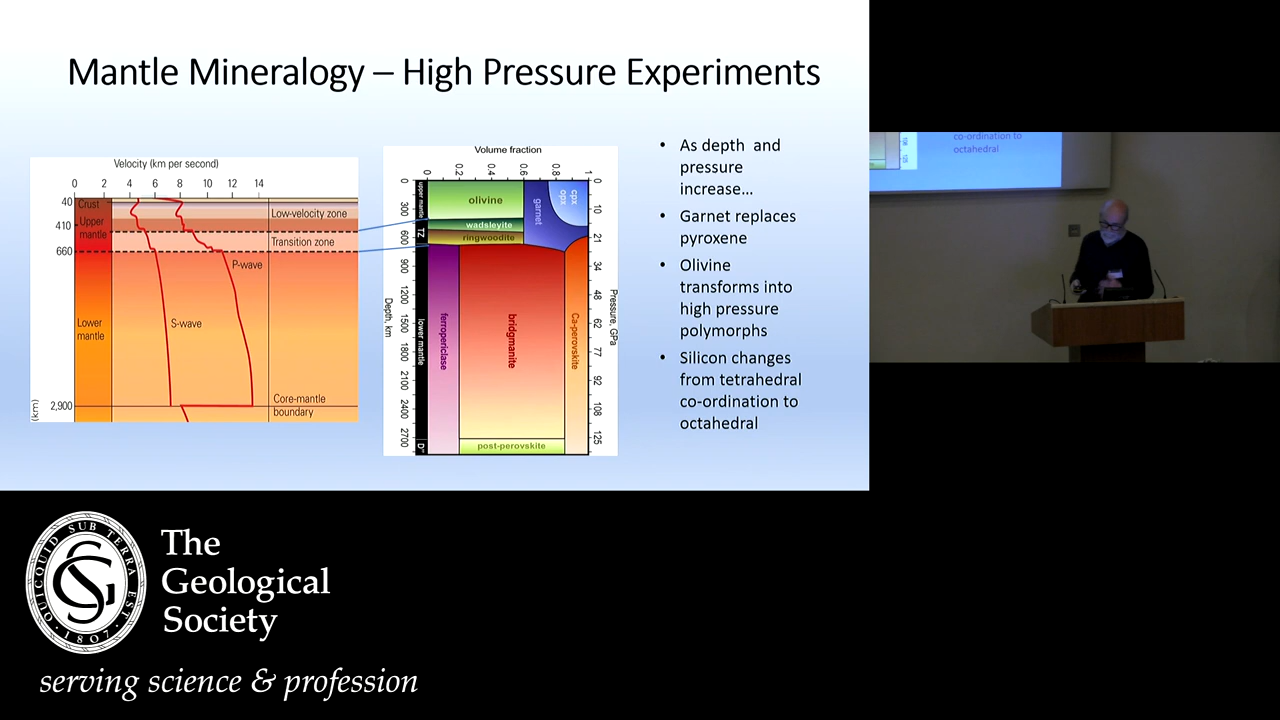 Mantle Mineralogy – High Pressure Experiments
Velocity (km per second)
0 2 4 6 8 10 12 14
40
410
660
2,900
(km)
Crust
Upper
mantle
Lower
mantle
Low-velocity zone
Transition zone
P-wave
S-wave
Core-mantle
boundary
Volume fraction
0 0.2 0.4 0.6 0.8 1
0
300
600
900
1200
1500
1800
2100
2400
2700
Depth, km
upper mantle
TZ
lower mantle
D"
olivine
wadsleyite
ringwoodite
garnet
cpx
opx
ferropericlase
bridgmanite
Ca-perovskite
post-perovskite
0
10
21
34
48
62
77
92
108
125
Pressure, GPa
• As depth and
pressure
increase...
• Garnet replaces
pyroxene
• Olivine
transforms into
high pressure
polymorphs
• Silicon changes
from tetrahedral
co-ordination to
octahedral
co-ordination to
octahedral
108
125
QUICQUID SUB TERRA EST
·1807·
The
Geological
Society
serving science & profession